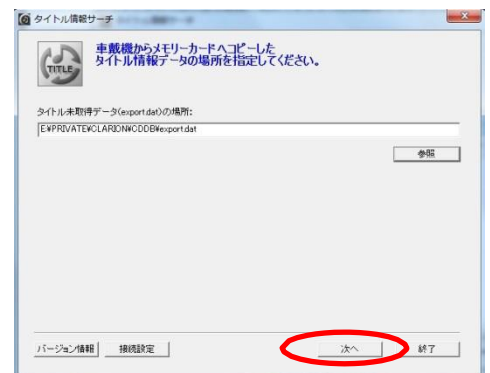 タイトル情報サーチ
TITLE
車載機からメモリーカードへコピーした
タイトル情報データの場所を指定してください。
タイトル未取得データ(export.dat)の場所:
E¥PRIVATE¥CLARION¥CDDB¥export.dat
参照
バージョン情報 接続設定 次へ 終了